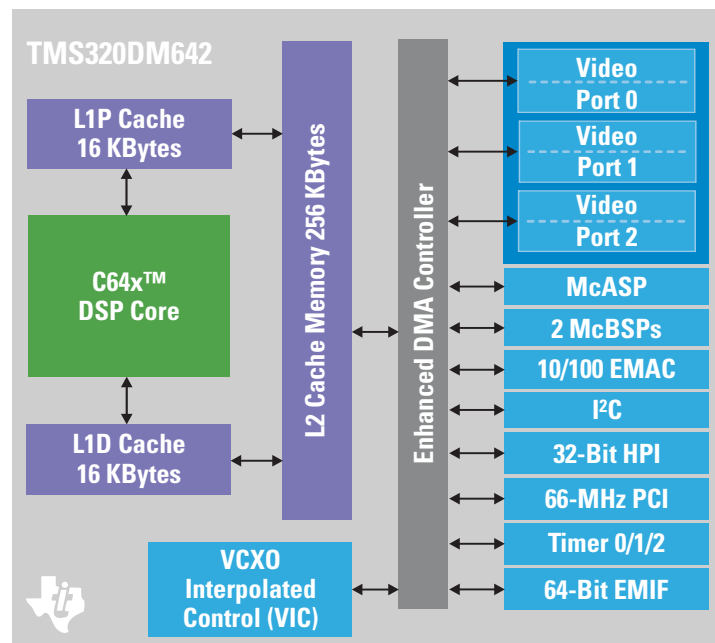 TMS320DM642
L1P Cache
16 KBytes
C64x™
DSP Core
L1D Cache
16 KBytes
L2 Cache Memory 256 KBytes
VCXO
Interpolated
Control (VIC)
Enhanced DMA Controller
Video
Port 0
Video
Port 1
Video
Port 2
McASP
2 McBSPs
10/100 EMAC
I²C
32-Bit HPI
66-MHz PCI
Timer 0/1/2
64-Bit EMIF